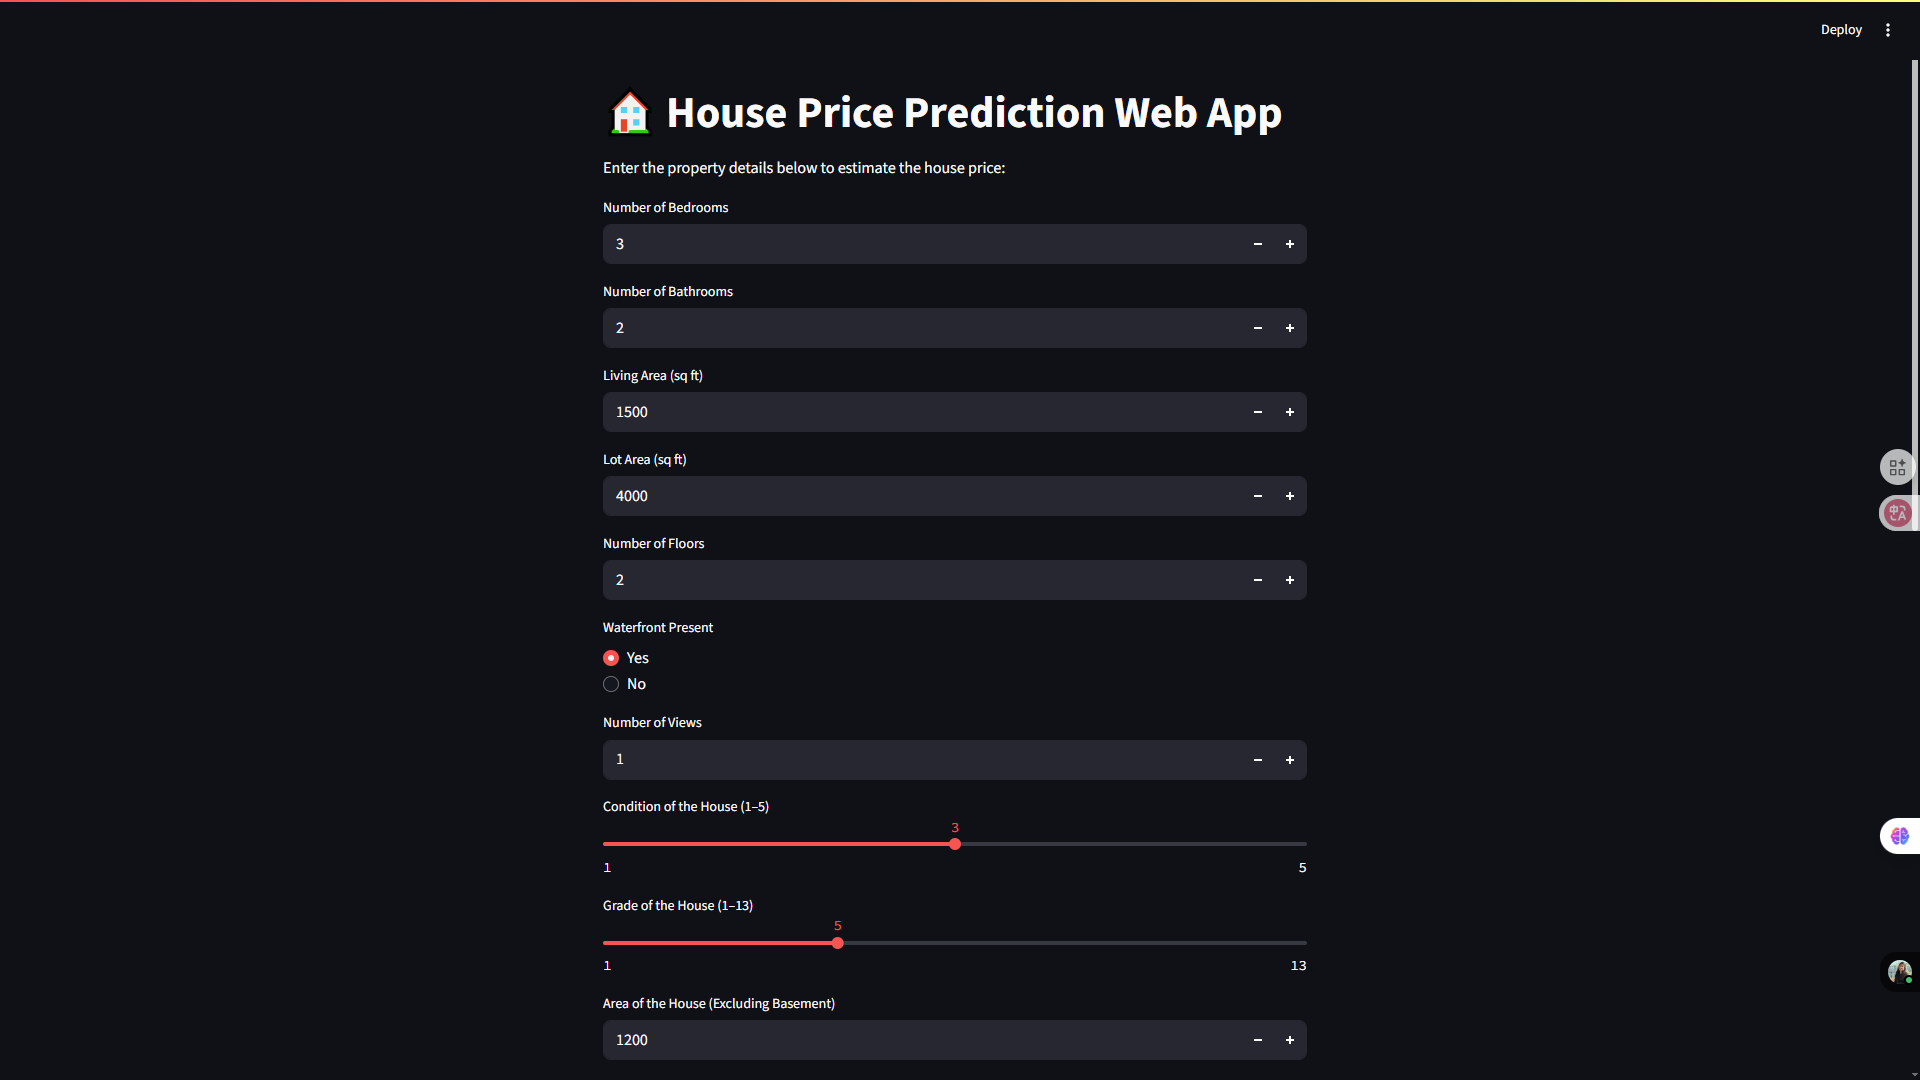 Deploy
House Price Prediction Web App
Enter the property details below to estimate the house price:
Number of Bedrooms
3
Number of Bathrooms
2
Living Area (sq ft)
1500
Lot Area (sq ft)
4000
Number of Floors
2
Waterfront Present
Yes
No
Number of Views
1
Condition of the House (1–5)
3
1 5
Grade of the House (1–13)
5
1 13
Area of the House (Excluding Basement)
1200
中A